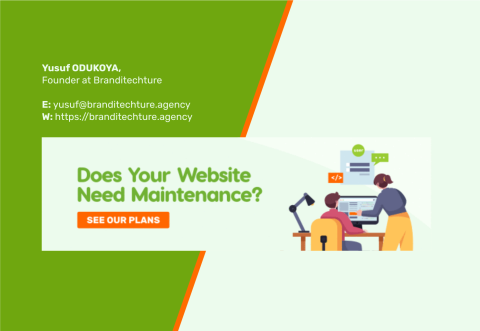 Yusuf ODUKOYA,
Founder at Branditechture
E: yusuf@branditechture.agency
W: https://branditechture.agency
Does Your Website
Need Maintenance?
SEE OUR PLANS
</>